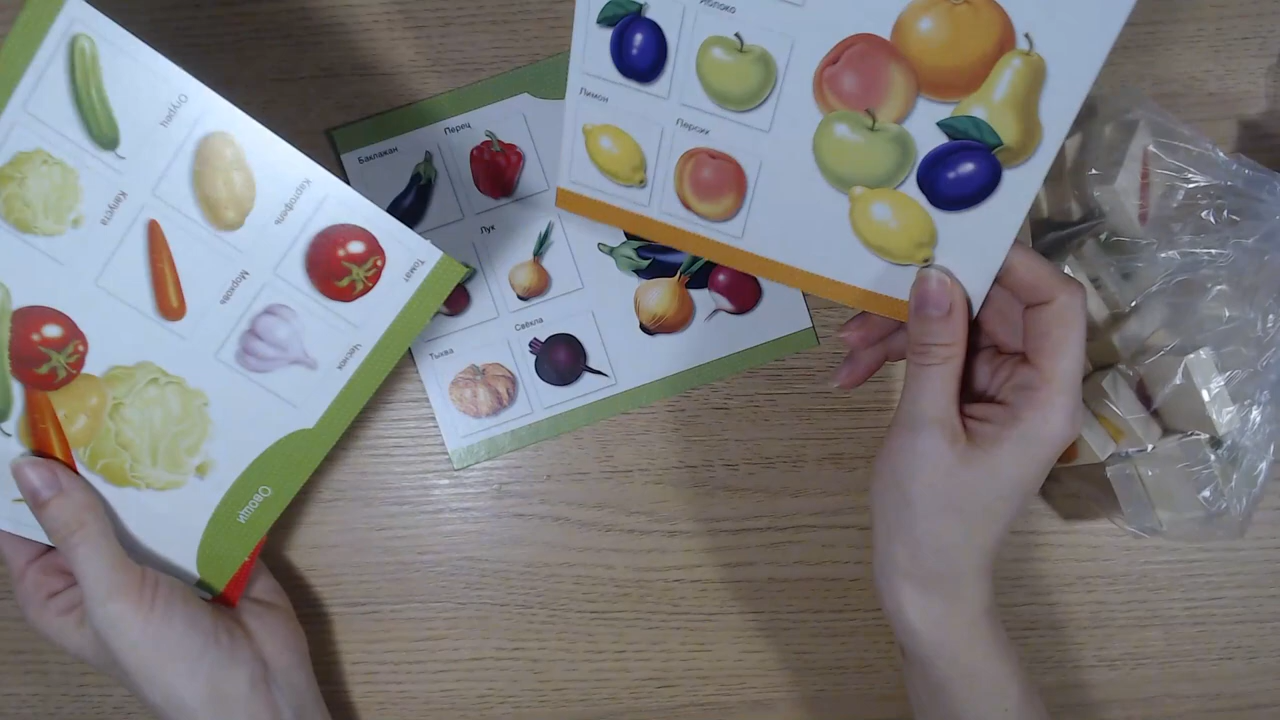 Огурец
Капуста
Картофель
Морковь
Томат
Чеснок
Овощи
Баклажан
Перец
Лук
Свёкла
Тыква
Яблоко
Лимон
Персик